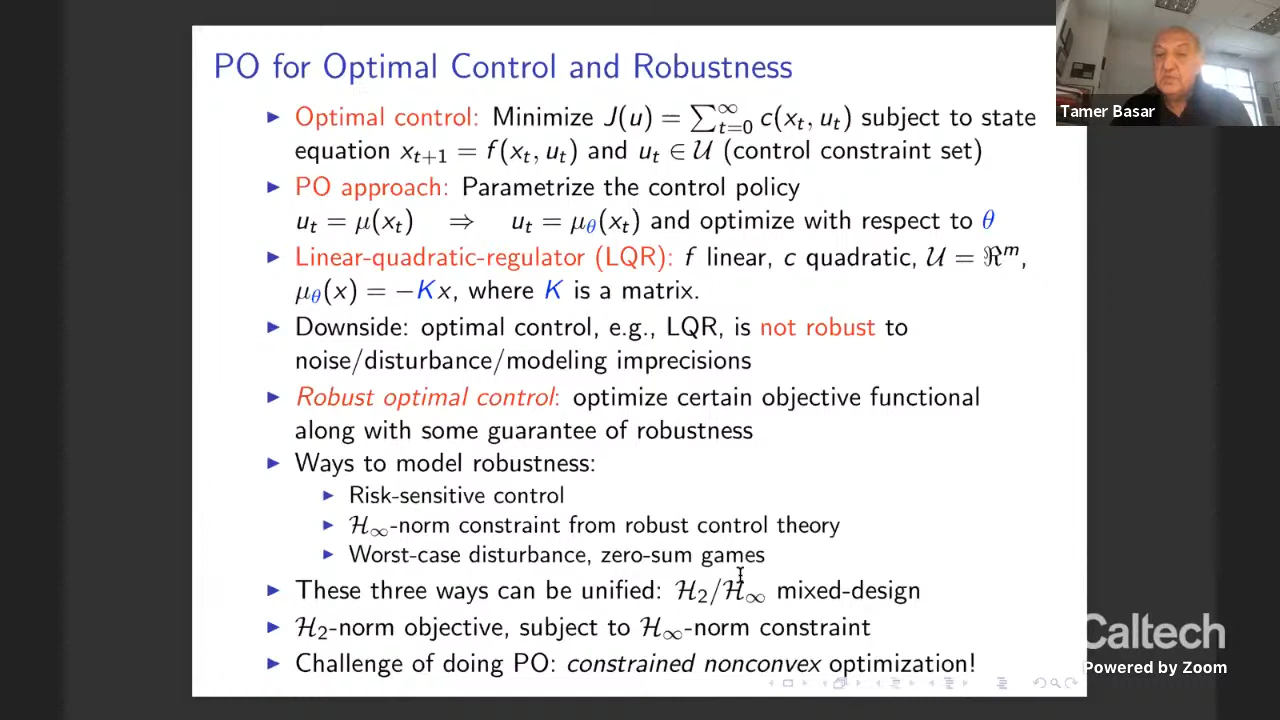 PO for Optimal Control and Robustness
Tamer Basar
▶ Optimal control: Minimize J(u) = ∑_{t=0}^{∞} c(x_t, u_t) subject to state
equation x_{t+1} = f(x_t, u_t) and u_t ∈ 𝒰 (control constraint set)
▶ PO approach: Parametrize the control policy
u_t = μ(x_t) ⇒ u_t = μ_θ(x_t) and optimize with respect to θ
▶ Linear-quadratic-regulator (LQR): f linear, c quadratic, 𝒰 = ℜ^m,
μ_θ(x) = −Kx, where K is a matrix.
▶ Downside: optimal control, e.g., LQR, is not robust to
noise/disturbance/modeling imprecisions
▶ Robust optimal control: optimize certain objective functional
along with some guarantee of robustness
▶ Ways to model robustness:
▶ Risk-sensitive control
▶ ℋ_∞-norm constraint from robust control theory
▶ Worst-case disturbance, zero-sum games
▶ These three ways can be unified: ℋ_2/ℋ_∞ mixed-design
▶ ℋ_2-norm objective, subject to ℋ_∞-norm constraint
▶ Challenge of doing PO: constrained nonconvex optimization!
Caltech
Powered by Zoom